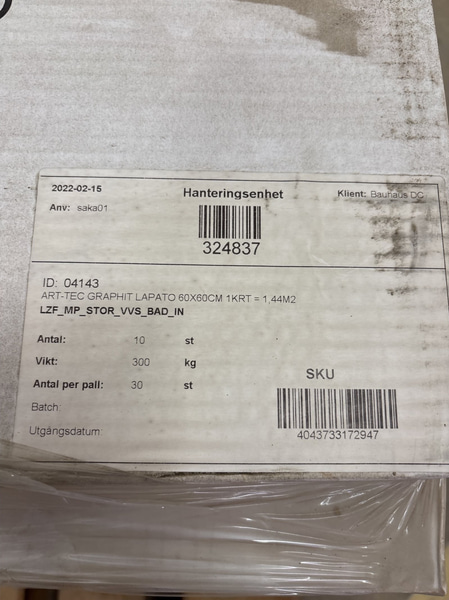 2022-02-15
Hanteringsenhet
Klient: Bauhaus DC
Anv: saka01
324837
ID: 04143
ART-TEC GRAPHIT LAPATO 60X60CM 1KRT = 1,44M2
LZF_MP_STOR_VVS_BAD_IN
Antal: 10 st
Vikt: 300 kg
Antal per pall: 30 st
SKU
Batch:
Utgångsdatum:
4043733172947